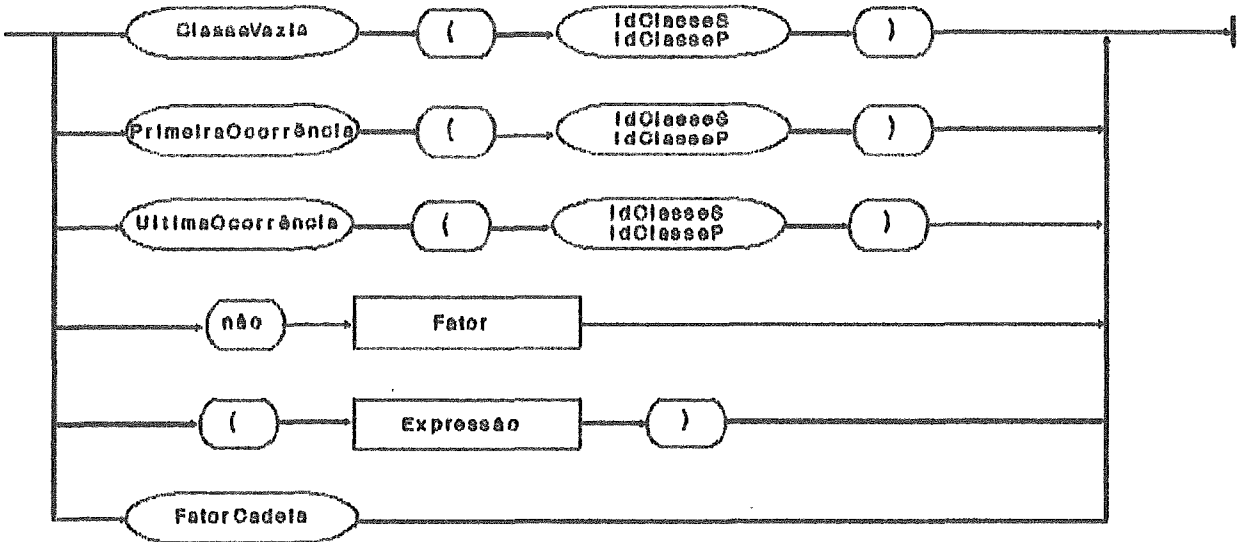 ClasseVazia ( IdClasseS )
IdClasseP
PrimeiraOcorrência ( IdClasseS )
IdClasseP
UltimaOcorrência ( IdClasseS )
IdClasseP
não Fator
( Expressão )
FatorCadeia